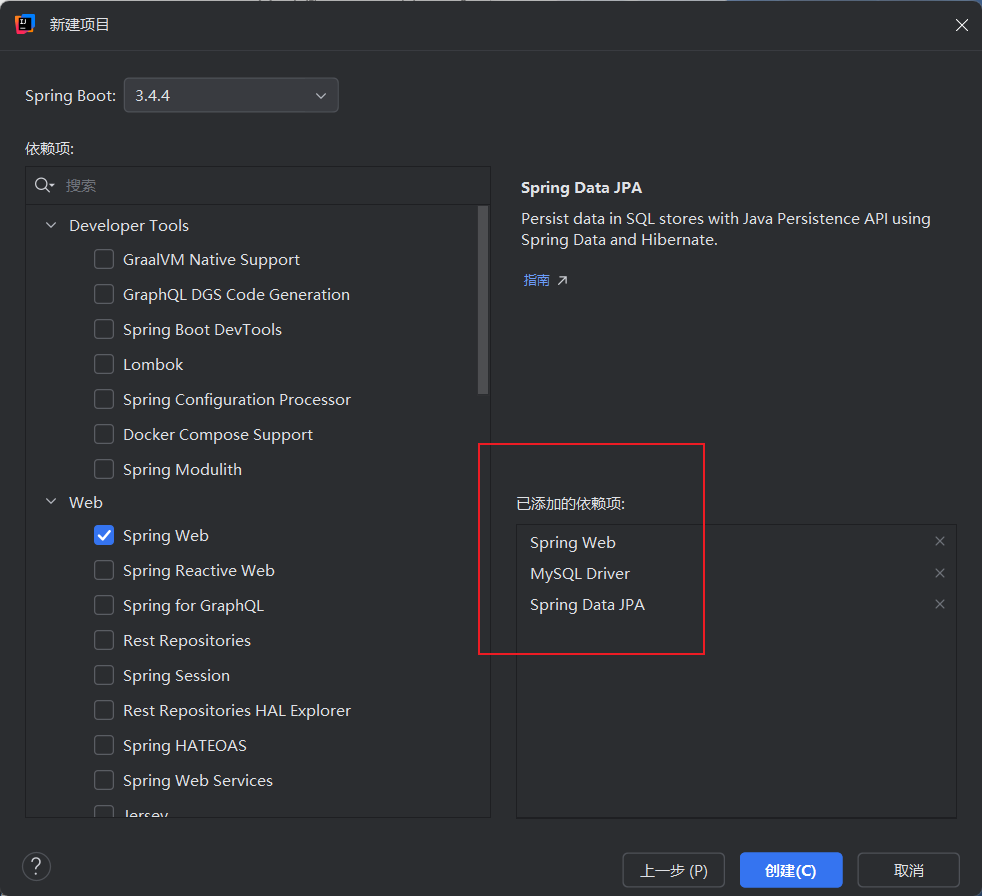 新建项目
Spring Boot:
3.4.4
依赖项:
搜索
Developer Tools
GraalVM Native Support
GraphQL DGS Code Generation
Spring Boot DevTools
Lombok
Spring Configuration Processor
Docker Compose Support
Spring Modulith
Web
Spring Web
Spring Reactive Web
Spring for GraphQL
Rest Repositories
Spring Session
Rest Repositories HAL Explorer
Spring HATEOAS
Spring Web Services
Jersey
Spring Data JPA
Persist data in SQL stores with Java Persistence API using
Spring Data and Hibernate.
指南
已添加的依赖项:
Spring Web
MySQL Driver
Spring Data JPA
?
上一步 (P)
创建(C)
取消